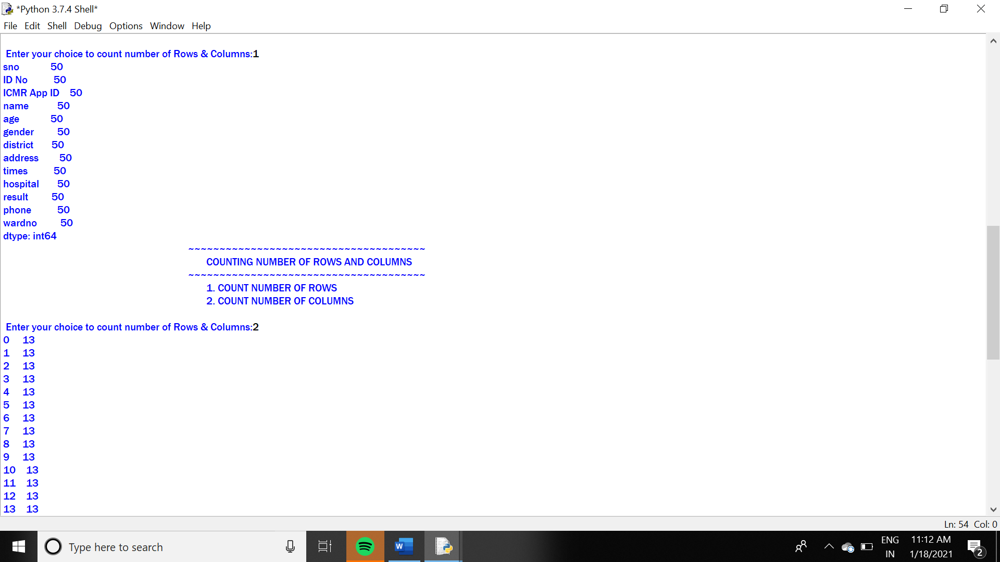 *Python 3.7.4 Shell*
File Edit Shell Debug Options Window Help
Enter your choice to count number of Rows & Columns:1
sno 50
ID No 50
ICMR App ID 50
name 50
age 50
gender 50
district 50
address 50
times 50
hospital 50
result 50
phone 50
wardno 50
dtype: int64
~~~~~~~~~~~~~~~~~~~~~~~~~~~~~~~~~~~~~~
COUNTING NUMBER OF ROWS AND COLUMNS
~~~~~~~~~~~~~~~~~~~~~~~~~~~~~~~~~~~~~~
1. COUNT NUMBER OF ROWS
2. COUNT NUMBER OF COLUMNS
Enter your choice to count number of Rows & Columns:2
0 13
1 13
2 13
3 13
4 13
5 13
6 13
7 13
8 13
9 13
10 13
11 13
12 13
13 13
Ln: 54 Col: 0
Type here to search
W
ENG
IN
11:12 AM
1/18/2021
2